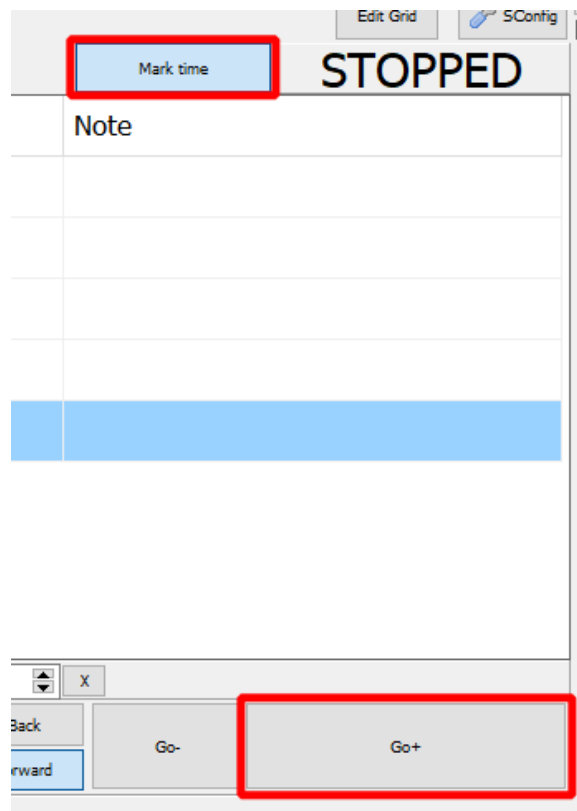 Edit Grid SConfig
Mark time STOPPED
Note
X
Back
Go- Go+
rward